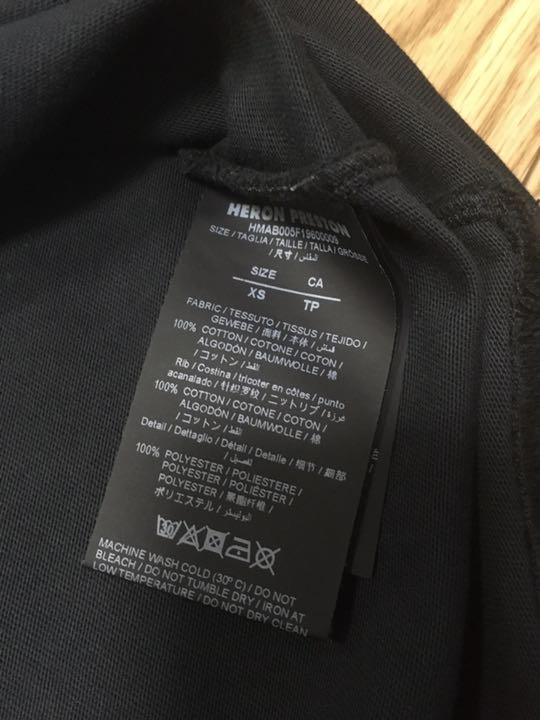 HERON PRESTON
HMAB005F19600009
SIZE / TAGLIA / TAILLE / TALLA / GRÖSSE
/ 尺寸 / المقاس
SIZE CA
XS TP
FABRIC / TESSUTO / TISSUS / TEJIDO /
GEWEBE / 面料 / 本体 / قماش
100% COTTON / COTONE / COTON /
ALGODÓN / BAUMWOLLE / 棉
/ コットン / القطن
Rib / Costina / tricoter en côtes / punto
acanalado / 针织罗纹 / ニットリブ /
100% COTTON / COTONE / COTON /
ALGODÓN / BAUMWOLLE / 棉
/ コットン / القطن
Detail / Dettaglio / Détail / Detalle / 细节 / 細部
/ التفصيل
100% POLYESTER / POLIESTERE /
POLYESTER / POLIÉSTER /
POLYESTER / 聚酯纤维 /
ポリエステル / البوليستر
30
MACHINE WASH COLD (30º C) / DO NOT
BLEACH / DO NOT TUMBLE DRY / IRON AT
LOW TEMPERATURE / DO NOT DRY CLEAN